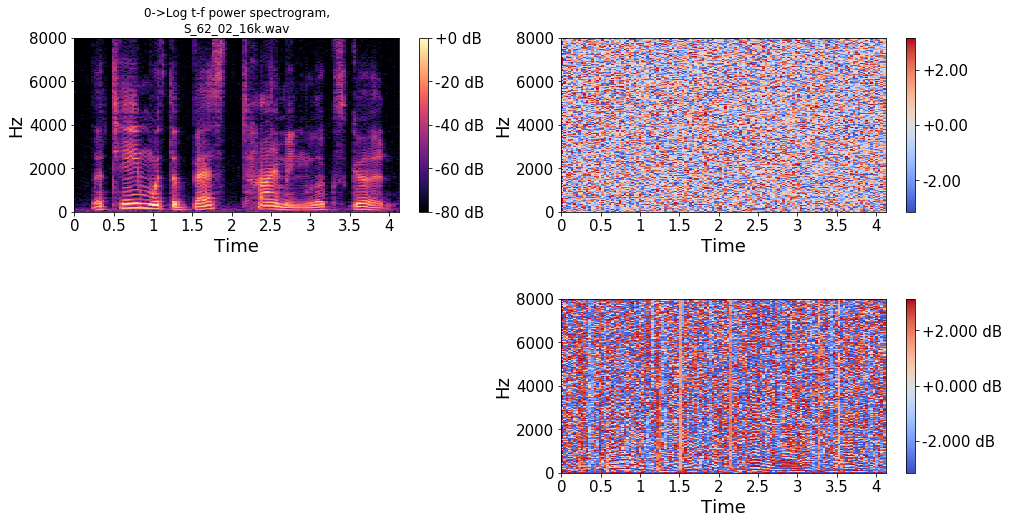 0->Log t-f power spectrogram,
S_62_02_16k.wav
8000
6000
4000
2000
0
Hz
0 0.5 1 1.5 2 2.5 3 3.5 4
Time
+0 dB
-20 dB
-40 dB
-60 dB
-80 dB
8000
6000
4000
2000
0
Hz
0 0.5 1 1.5 2 2.5 3 3.5 4
Time
+2.00
+0.00
-2.00
8000
6000
4000
2000
0
Hz
0 0.5 1 1.5 2 2.5 3 3.5 4
Time
+2.000 dB
+0.000 dB
-2.000 dB